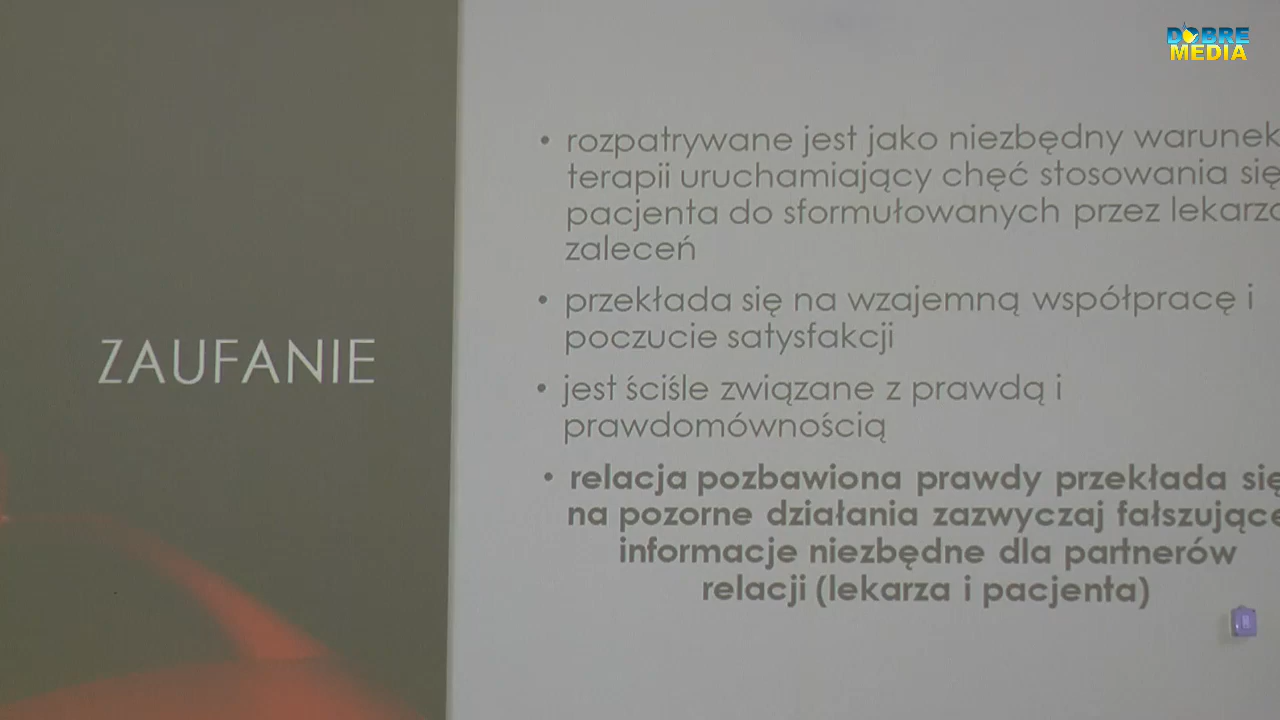 DOBRE
MEDIA
ZAUFANIE
• rozpatrywane jest jako niezbędny warunek
terapii uruchamiający chęć stosowania się
pacjenta do sformułowanych przez lekarza
zaleceń
• przekłada się na wzajemną współpracę i
poczucie satysfakcji
• jest ściśle związane z prawdą i
prawdomównością
• relacja pozbawiona prawdy przekłada się
na pozorne działania zazwyczaj fałszujące
informacje niezbędne dla partnerów
relacji (lekarza i pacjenta)